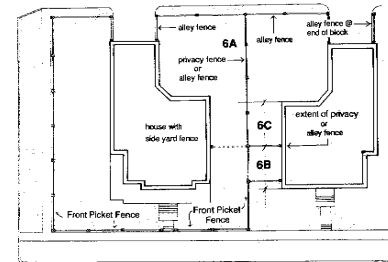 alley fence
6A
alley fence
alley fence @
end of block
privacy fence
or
alley fence
house with
side yard fence
6C
extent of privacy
or
alley fence
6B
Front Picket Fence
Front Picket
Fence